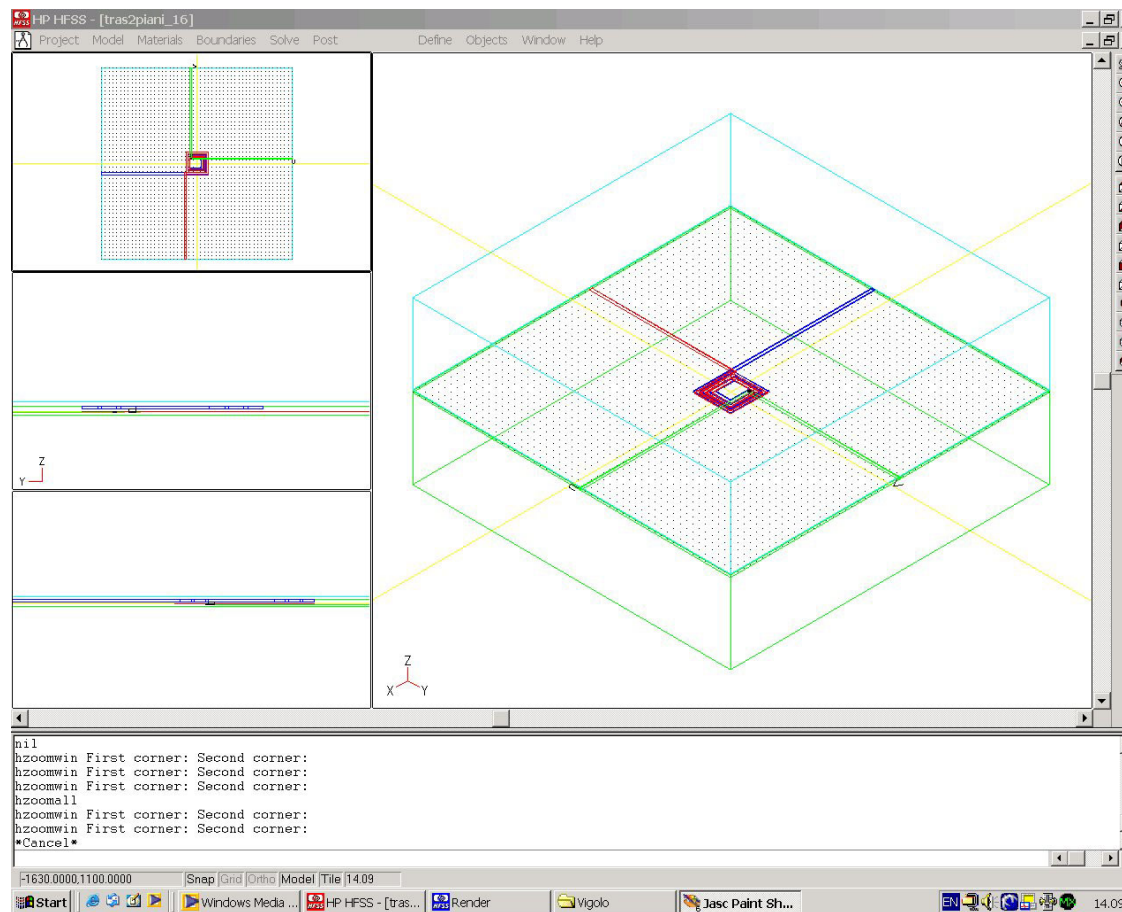 HP HFSS - [tras2piani_16]
Project Model Materials Boundaries Solve Post Define Objects Window Help
Z
Y
Z
X Y
nil
hzoomwin First corner: Second corner:
hzoomwin First corner: Second corner:
hzoomwin First corner: Second corner:
hzoomall
hzoomwin First corner: Second corner:
hzoomwin First corner: Second corner:
*Cancel*
-1630.0000,1100.0000 Snap Grid Ortho Model Tile 14.09
Start Windows Media ... HP HFSS - [tras... Render Vigolo Jasc Paint Sh... EN 14.09